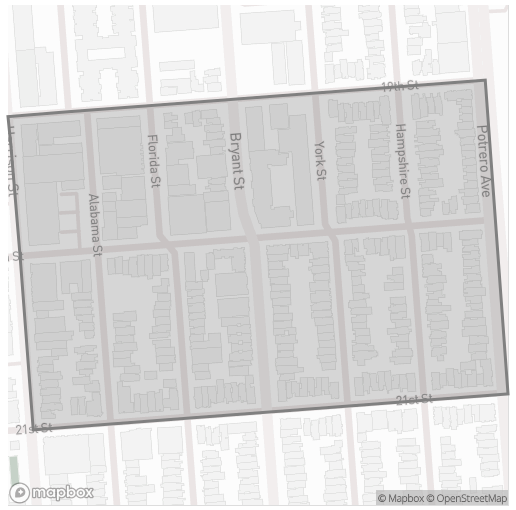 19th St
Harrison St
Florida St
Bryant St
York St
Hampshire St
Potrero Ave
Alabama St
21st St
21st St
mapbox
© Mapbox © OpenStreetMap